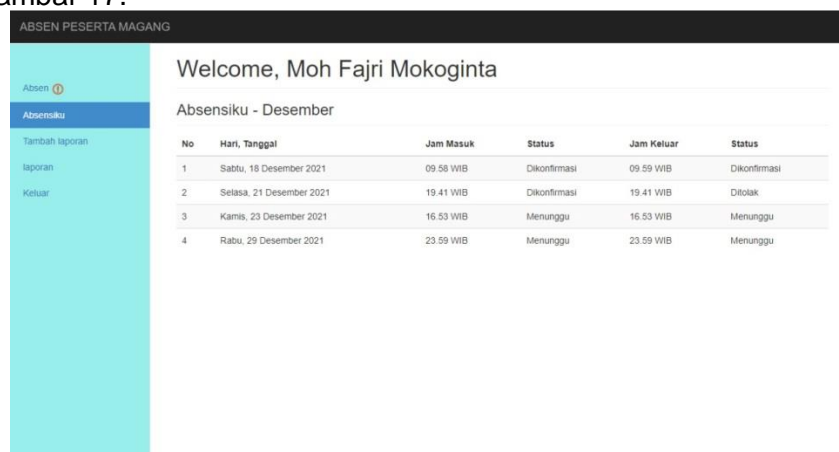 ABSEN PESERTA MAGANG
Absen
Absensiku
Tambah laporan
laporan
Keluar
Welcome, Moh Fajri Mokoginta
Absensiku - Desember
No Hari, Tanggal Jam Masuk Status Jam Keluar Status
1 Sabtu, 18 Desember 2021 09.58 WIB Dikonfirmasi 09.59 WIB Dikonfirmasi
2 Selasa, 21 Desember 2021 19.41 WIB Dikonfirmasi 19.41 WIB Ditolak
3 Kamis, 23 Desember 2021 16.53 WIB Menunggu 16.53 WIB Menunggu
4 Rabu, 29 Desember 2021 23.59 WIB Menunggu 23.59 WIB Menunggu